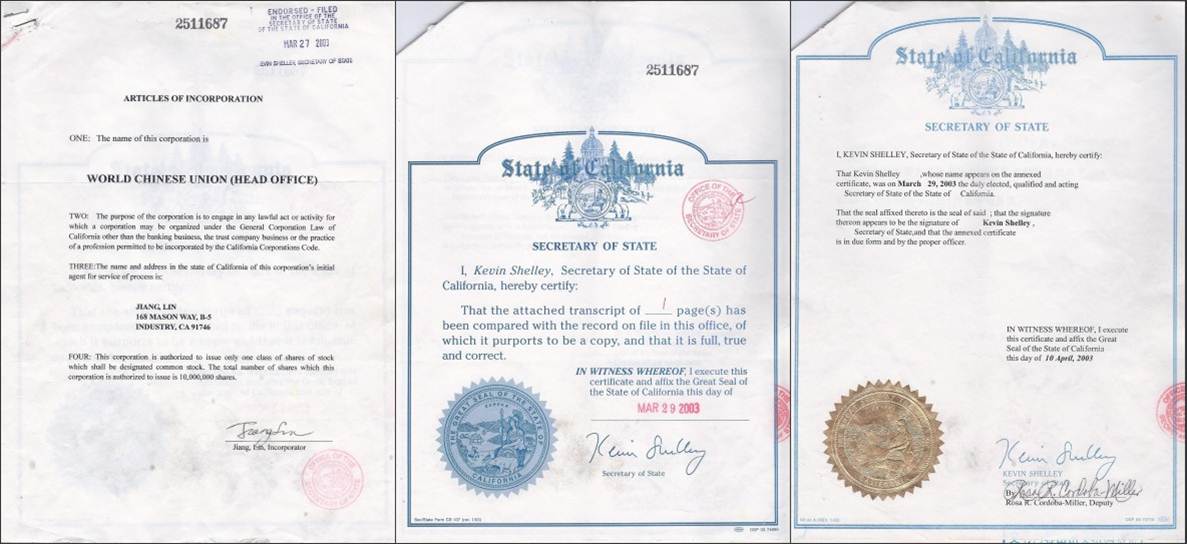 2511687
ENDORSED - FILED
IN THE OFFICE OF THE
SECRETARY OF STATE
OF THE STATE OF CALIFORNIA
MAR 27 2003
SHELLEY, SECRETARY OF STATE
ARTICLES OF INCORPORATION
ONE: The name of this corporation is
WORLD CHINESE UNION (HEAD OFFICE)
TWO: The purpose of the corporation is to engage in any lawful act or activity for
which a corporation may be organized under the General Corporation Law of
California other than the banking business, the trust company business or the practice
of a profession permitted to be incorporated by the California Corporations Code.
THREE:The name and address in the state of California of this corporation's initial
agent for service of process is:
JIANG, LIN
168 MASON WAY, B-5
INDUSTRY, CA 91746
FOUR: This corporation is authorized to issue only one class of shares of stock
which shall be designated common stock. The total number of shares which this
corporation is authorized to issue is 10,000,000 shares.
Jiang Lin
Jiang, Lin, Incorporator
2511687
State of California
OFFICE OF THE
SECRETARY OF STATE
SECRETARY OF STATE
I, Kevin Shelley, Secretary of State of the State of
California, hereby certify:
That the attached transcript of 1 page(s) has
been compared with the record on file in this office, of
which it purports to be a copy, and that it is full, true
and correct.
IN WITNESS WHEREOF, I execute this
certificate and affix the Great Seal of
the State of California this day of
MAR 29 2003
THE GREAT SEAL OF THE STATE OF CALIFORNIA
EUREKA
Kevin Shelley
Secretary of State
Sec/State Form
State of California
SECRETARY OF STATE
I, KEVIN SHELLEY, Secretary of State of the State of California, hereby certify:
That Kevin Shelley ,whose name appears on the annexed
certificate, was on March 29, 2003 the duly elected, qualified and acting
Secretary of State of the State of California.
That the seal affixed thereto is the seal of said ; that the signature
thereon appears to be the signature of Kevin Shelley ,
Secretary of State,and that the annexed certificate
is in due form and by the proper officer.
IN WITNESS WHEREOF, I execute
this certificate and affix the Great
Seal of the State of California
this day of 10 April, 2003
Kevin Shelley
KEVIN SHELLEY
Secretary of State
By Rosa R. Cordoba-Miller
Rosa R. Cordoba-Miller, Deputy